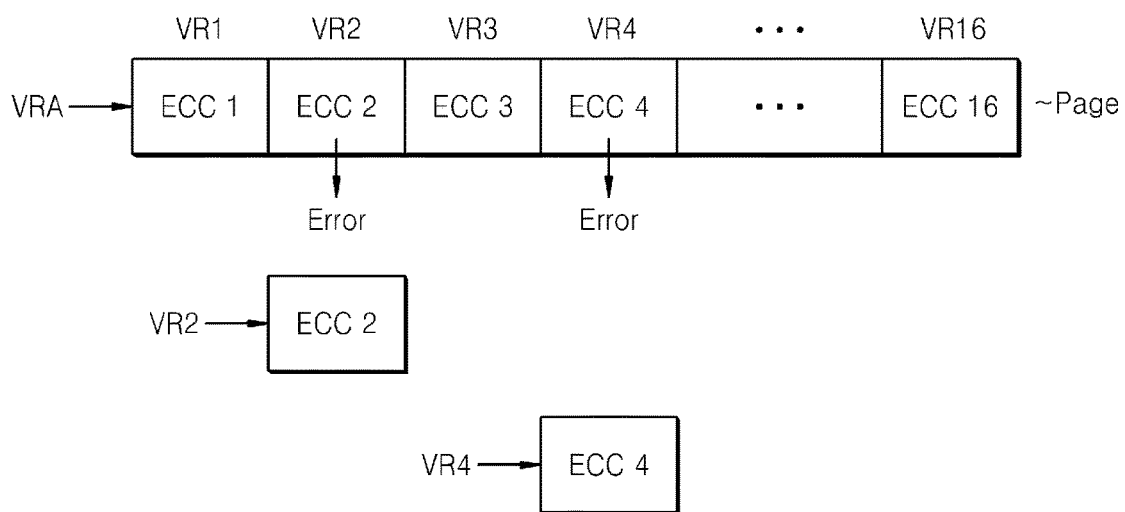 VR1 VR2 VR3 VR4 ··· VR16
VRA ECC 1 ECC 2 ECC 3 ECC 4 ··· ECC 16 ~Page
Error Error
VR2 ECC 2
VR4 ECC 4